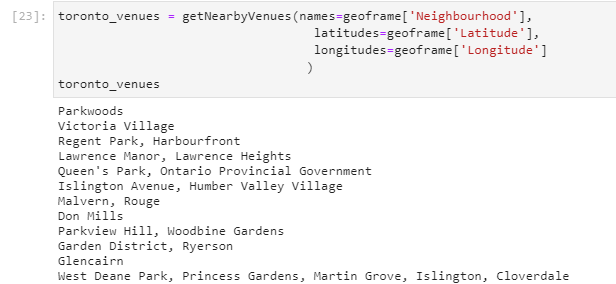 [23]: toronto_venues = getNearbyVenues(names=geoframe['Neighbourhood'],
latitudes=geoframe['Latitude'],
longitudes=geoframe['Longitude']
)
toronto_venues
Parkwoods
Victoria Village
Regent Park, Harbourfront
Lawrence Manor, Lawrence Heights
Queen's Park, Ontario Provincial Government
Islington Avenue, Humber Valley Village
Malvern, Rouge
Don Mills
Parkview Hill, Woodbine Gardens
Garden District, Ryerson
Glencairn
West Deane Park, Princess Gardens, Martin Grove, Islington, Cloverdale